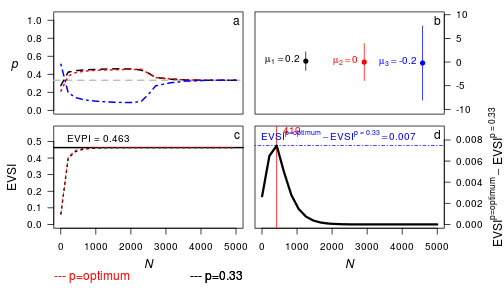 a
b
p
1.0
0.8
0.6
0.4
0.2
0.0
μ1 = 0.2
μ2 = 0
μ3 = -0.2
10
5
0
-5
-10
c
d
EVPI = 0.463
EVSI
0.5
0.4
0.3
0.2
0.1
0.0
EVSIp=optimum − EVSIp = 0.33 = 0.007
0.008
0.006
0.004
0.002
0.000
EVSIp=optimum − EVSIp = 0.33
0 1000 2000 3000 4000 5000
0 1000 2000 3000 4000 5000
N
N
--- p=optimum
--- p=0.33